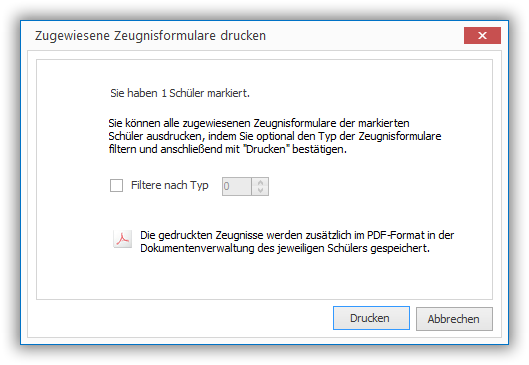 Zugewiesene Zeugnisformulare drucken
Sie haben 1 Schüler markiert.
Sie können alle zugewiesenen Zeugnisformulare der markierten
Schüler ausdrucken, indem Sie optional den Typ der Zeugnisformulare
filtern und anschließend mit "Drucken" bestätigen.
Filtere nach Typ 0
Die gedruckten Zeugnisse werden zusätzlich im PDF-Format in der
Dokumentenverwaltung des jeweiligen Schülers gespeichert.
Drucken Abbrechen